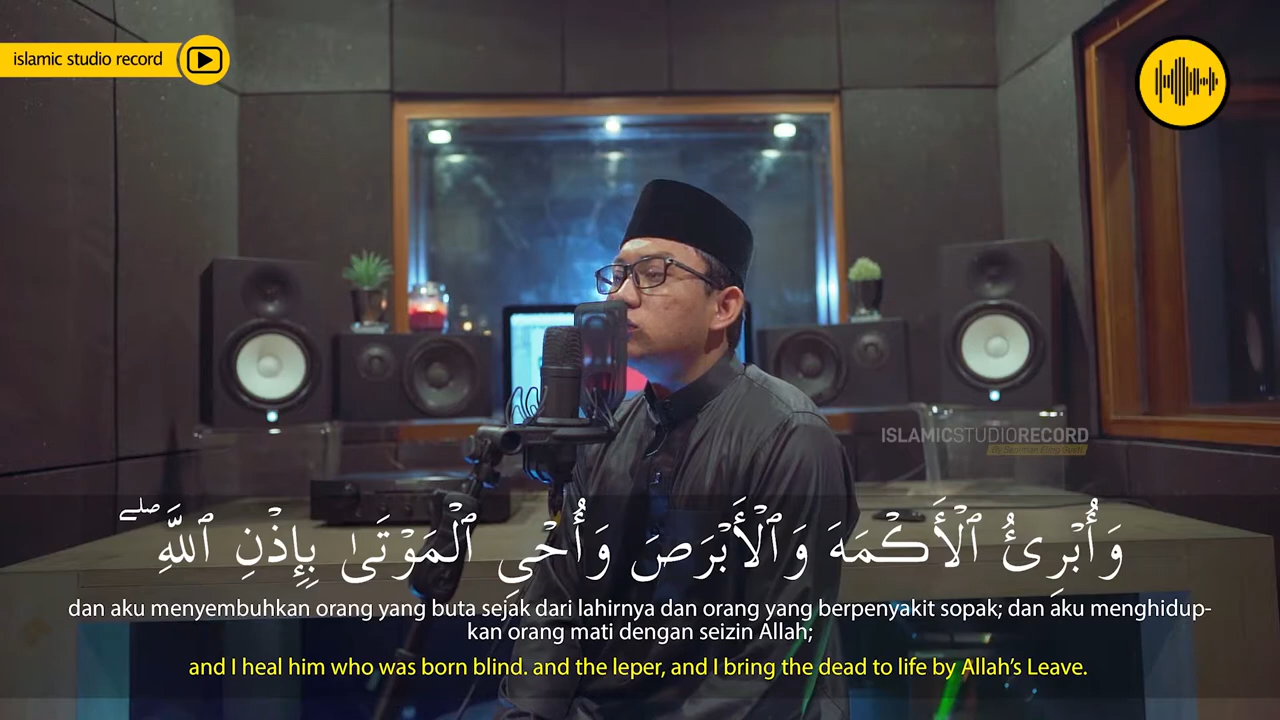 islamic studio record
ISLAMICSTUDIORECORD
وَأُبْرِئُ ٱلْأَكْمَهَ وَٱلْأَبْرَصَ وَأُحْىِ ٱلْمَوْتَىٰ بِإِذْنِ ٱللَّهِ ۖ
dan aku menyembuhkan orang yang buta sejak dari lahirnya dan orang yang berpenyakit sopak; dan aku menghidup-
kan orang mati dengan seizin Allah;
and I heal him who was born blind. and the leper, and I bring the dead to life by Allah’s Leave.